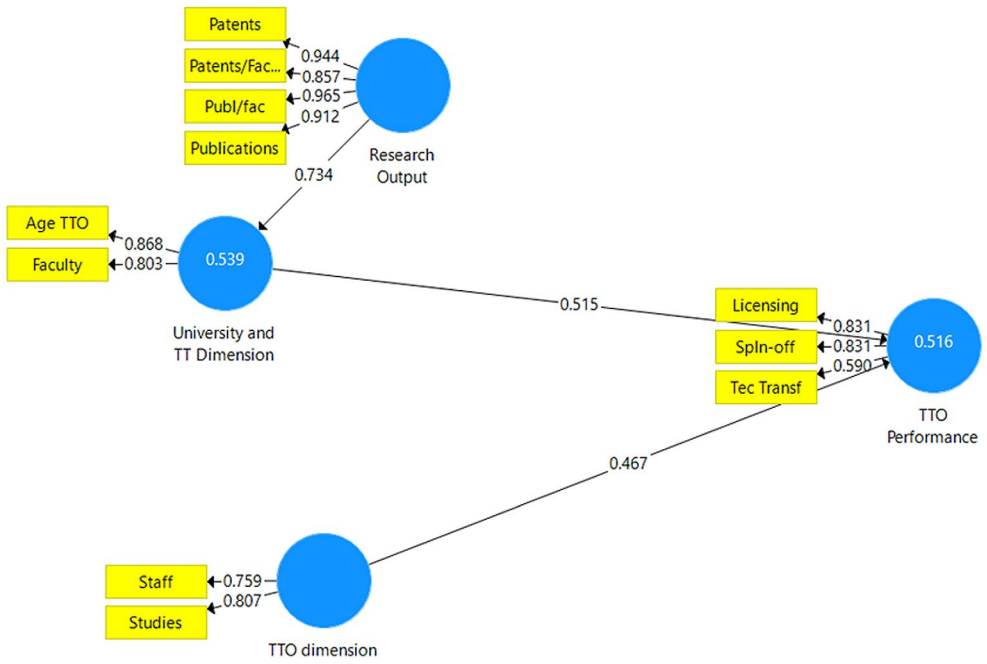 Patents
0.944
Patents/Fac...
0.857
Publ/fac
0.965
Publications
0.912
Research
Output
0.734
Age TTO
0.868
Faculty
0.803
0.539
University and
TT Dimension
0.515
Licensing
0.831
SpIn-off
0.831
Tec Transf
0.590
0.516
TTO
Performance
0.467
Staff
0.759
Studies
0.807
TTO dimension